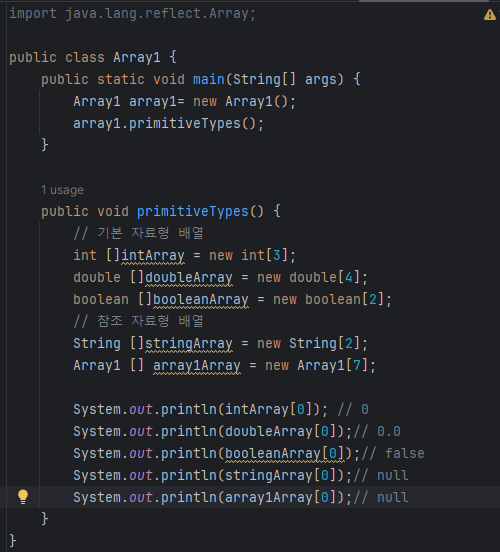 import java.lang.reflect.Array;
public class Array1 {
public static void main(String[] args) {
Array1 array1= new Array1();
array1.primitiveTypes();
}
1 usage
public void primitiveTypes() {
// 기본 자료형 배열
int []intArray = new int[3];
double []doubleArray = new double[4];
boolean []booleanArray = new boolean[2];
// 참조 자료형 배열
String []stringArray = new String[2];
Array1 [] array1Array = new Array1[7];
System.out.println(intArray[0]); // 0
System.out.println(doubleArray[0]);// 0.0
System.out.println(booleanArray[0]);// false
System.out.println(stringArray[0]);// null
System.out.println(array1Array[0]);// null
}
}